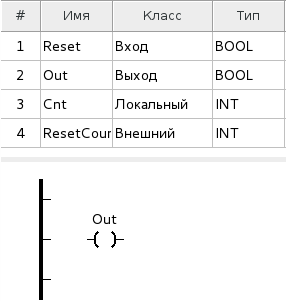 # Имя Класс Тип
1 Reset Вход BOOL
2 Out Выход BOOL
3 Cnt Локальный INT
4 ResetCour Внешний INT
Out